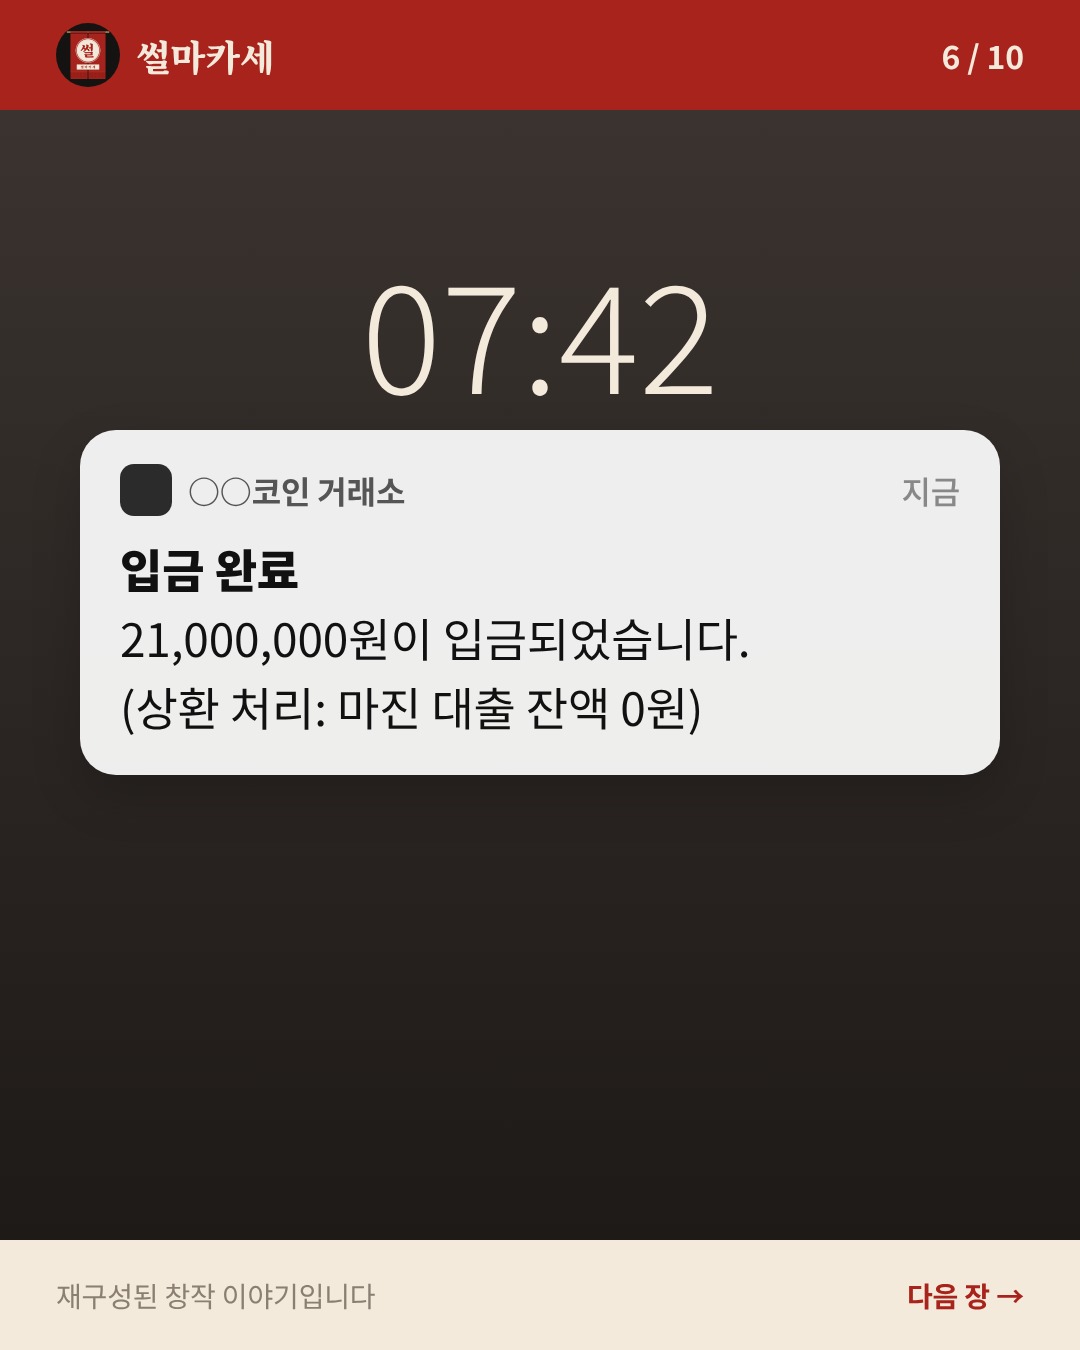 썰
썰마카세
6 / 10
07:42
○○코인 거래소
지금
입금 완료
21,000,000원이 입금되었습니다.
(상환 처리: 마진 대출 잔액 0원)
재구성된 창작 이야기입니다
다음 장 →